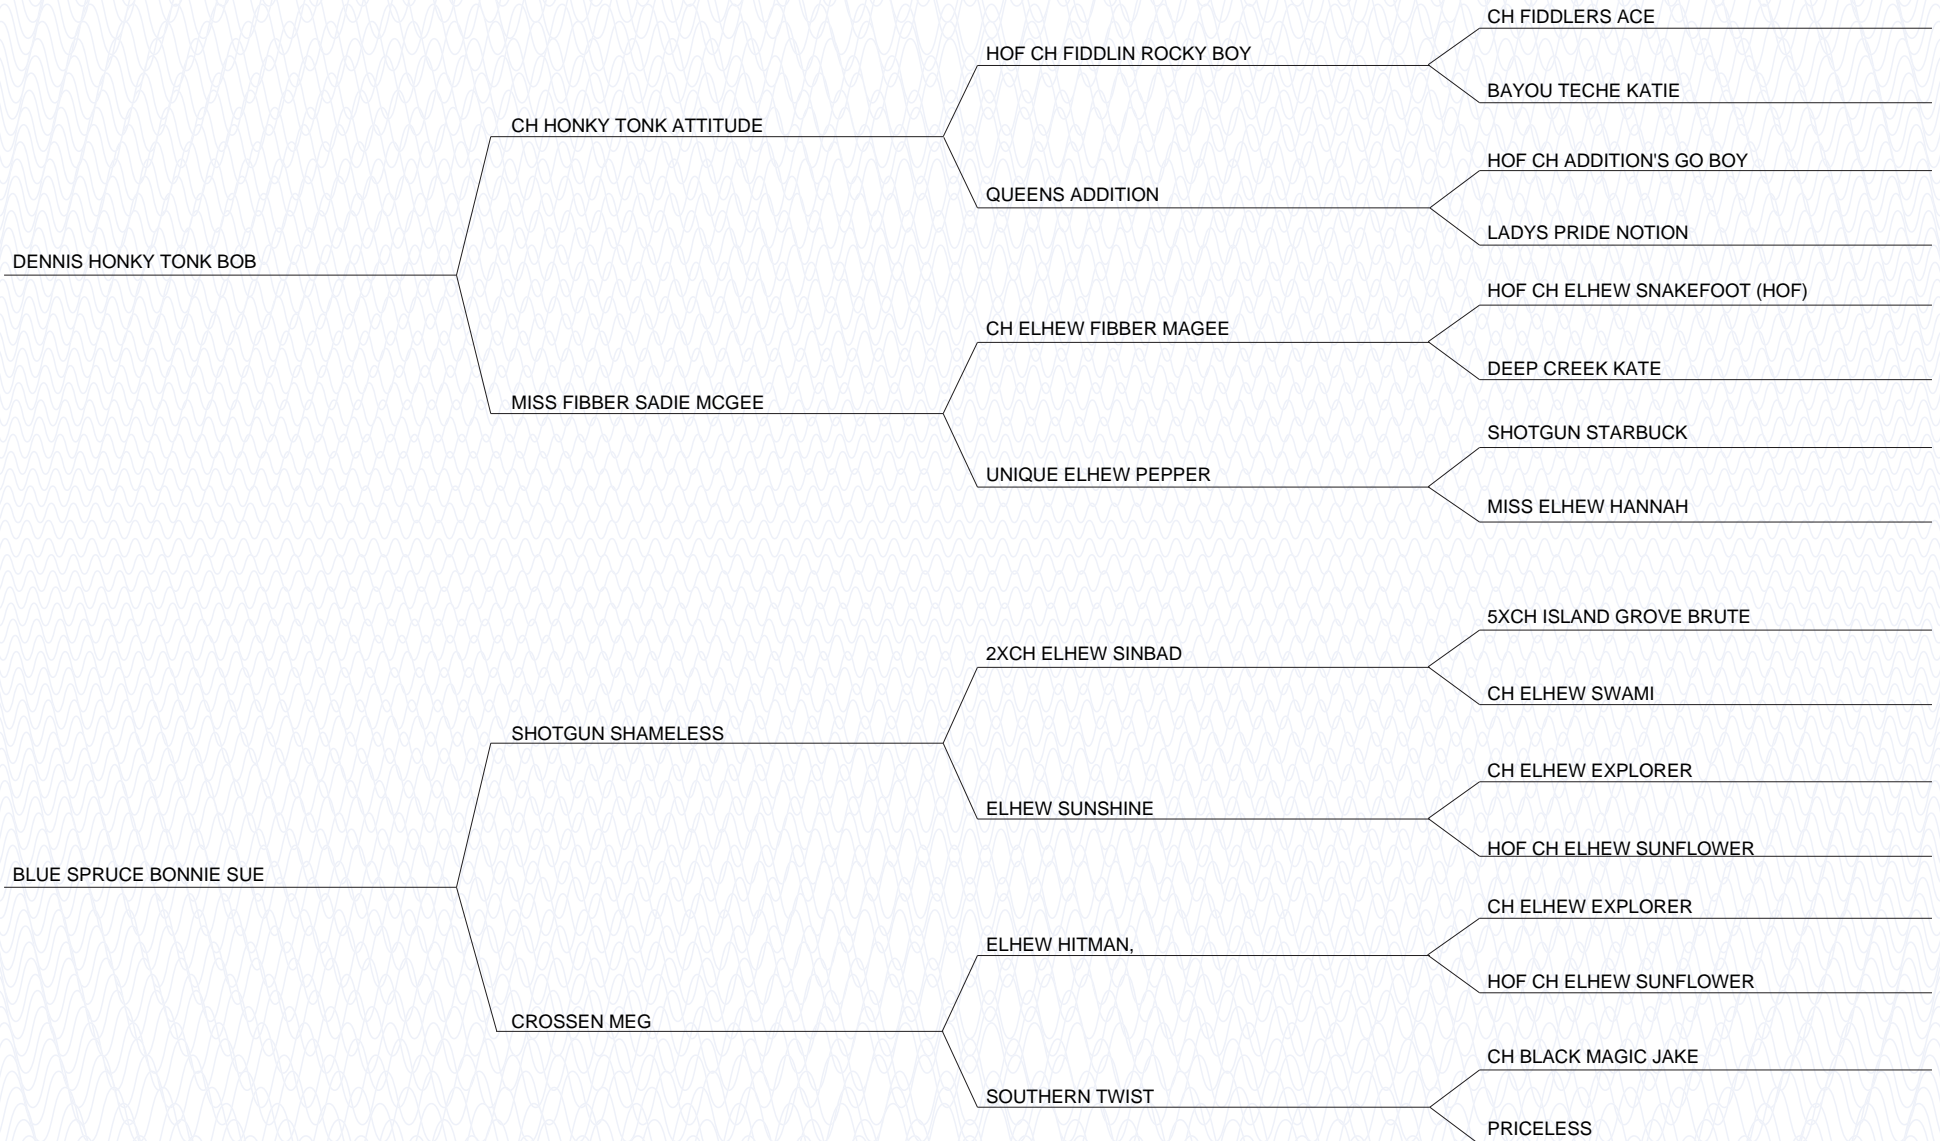 CH FIDDLERS ACE
HOF CH FIDDLIN ROCKY BOY
BAYOU TECHE KATIE
CH HONKY TONK ATTITUDE
HOF CH ADDITION'S GO BOY
QUEENS ADDITION
LADYS PRIDE NOTION
DENNIS HONKY TONK BOB
HOF CH ELHEW SNAKEFOOT (HOF)
CH ELHEW FIBBER MAGEE
DEEP CREEK KATE
MISS FIBBER SADIE MCGEE
SHOTGUN STARBUCK
UNIQUE ELHEW PEPPER
MISS ELHEW HANNAH
5XCH ISLAND GROVE BRUTE
2XCH ELHEW SINBAD
CH ELHEW SWAMI
SHOTGUN SHAMELESS
CH ELHEW EXPLORER
ELHEW SUNSHINE
HOF CH ELHEW SUNFLOWER
BLUE SPRUCE BONNIE SUE
CH ELHEW EXPLORER
ELHEW HITMAN,
HOF CH ELHEW SUNFLOWER
CROSSEN MEG
CH BLACK MAGIC JAKE
SOUTHERN TWIST
PRICELESS